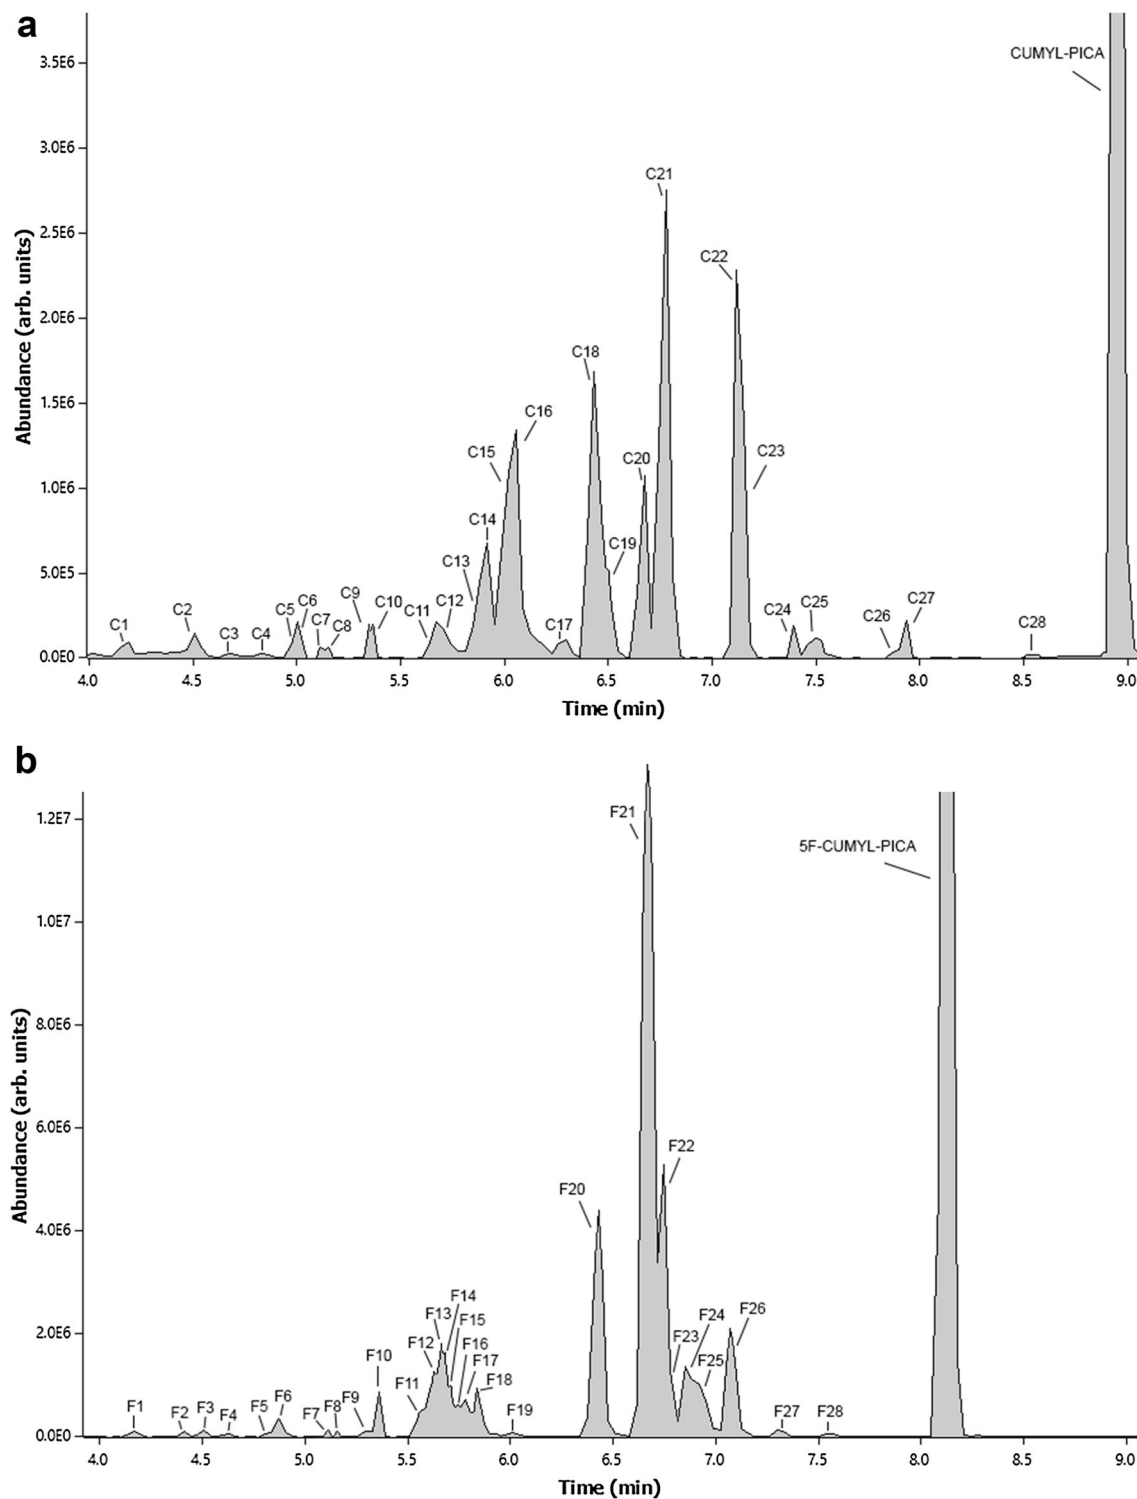 a
3.5E6
3.0E6
2.5E6
2.0E6
1.5E6
1.0E6
5.0E5
0.0E0
Abundance (arb. units)
CUMYL-PICA
C1
C2
C3
C4
C5
C6
C7
C8
C9
C10
C11
C12
C13
C14
C15
C16
C17
C18
C19
C20
C21
C22
C23
C24
C25
C26
C27
C28
4.0 4.5 5.0 5.5 6.0 6.5 7.0 7.5 8.0 8.5 9.0
Time (min)
b
1.2E7
1.0E7
8.0E6
6.0E6
4.0E6
2.0E6
0.0E0
Abundance (arb. units)
5F-CUMYL-PICA
F1
F2
F3
F4
F5
F6
F7
F8
F9
F10
F11
F12
F13
F14
F15
F16
F17
F18
F19
F20
F21
F22
F23
F24
F25
F26
F27
F28
4.0 4.5 5.0 5.5 6.0 6.5 7.0 7.5 8.0 8.5 9.0
Time (min)